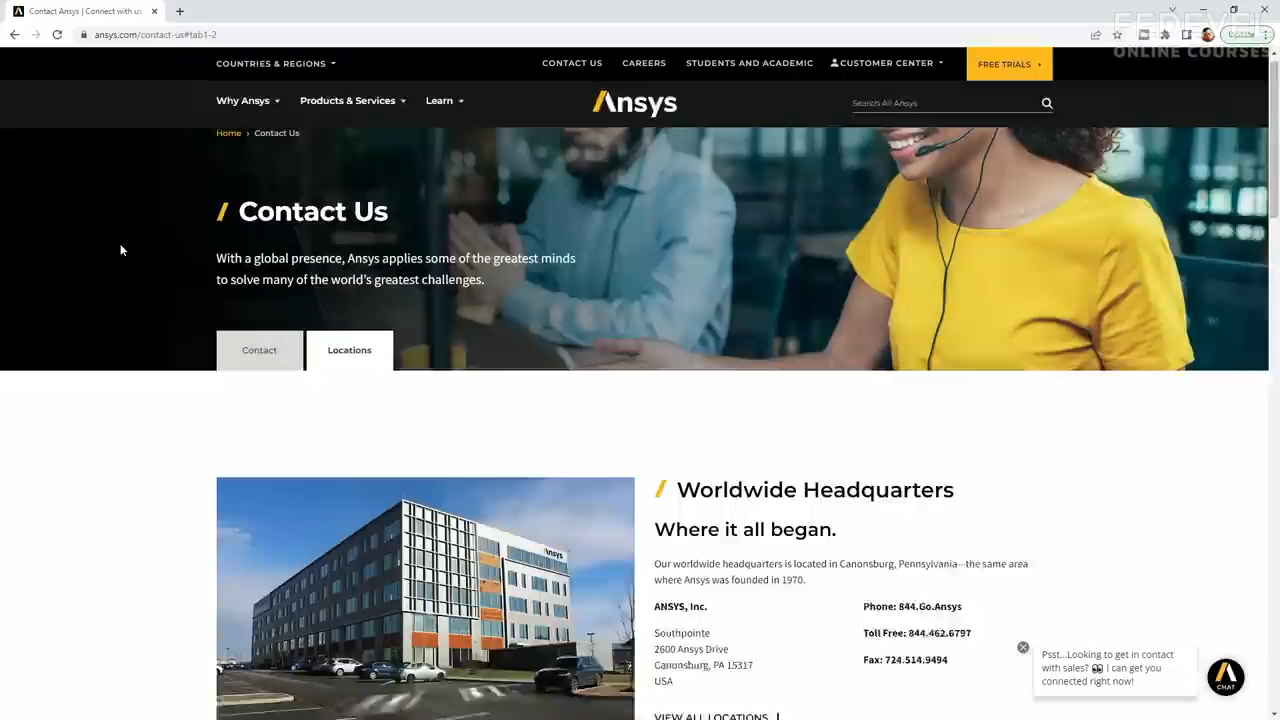 Contact Ansys | Connect with us
ansys.com/contact-us#tab1-2
FEDEVEL
ONLINE COURSES
COUNTRIES & REGIONS
CONTACT US
CAREERS
STUDENTS AND ACADEMIC
CUSTOMER CENTER
FREE TRIALS
Why Ansys
Products & Services
Learn
Ansys
Search All Ansys
Home › Contact Us
Contact Us
With a global presence, Ansys applies some of the greatest minds
to solve many of the world's greatest challenges.
Contact
Locations
Ansys
Worldwide Headquarters
Where it all began.
Our worldwide headquarters is located in Canonsburg, Pennsylvania—the same area
where Ansys was founded in 1970.
ANSYS, Inc.
Southpointe
2600 Ansys Drive
Canonsburg, PA 15317
USA
Phone: 844.Go.Ansys
Toll Free: 844.462.6797
Fax: 724.514.9494
VIEW ALL LOCATIONS
Psst...Looking to get in contact
with sales? 👀 I can get you
connected right now!
CHAT